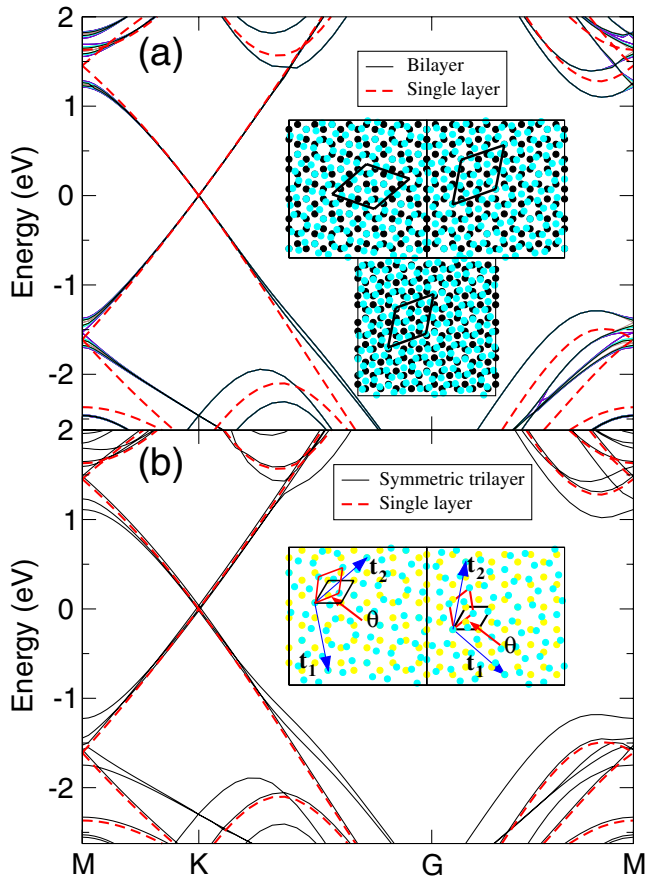 2
(a)
Bilayer
Single layer
1
Energy (eV)
0
-1
-2
2
(b)
Symmetric trilayer
Single layer
1
Energy (eV)
t2
t2
0
θ
θ
t1
t1
-1
-2
M K G M